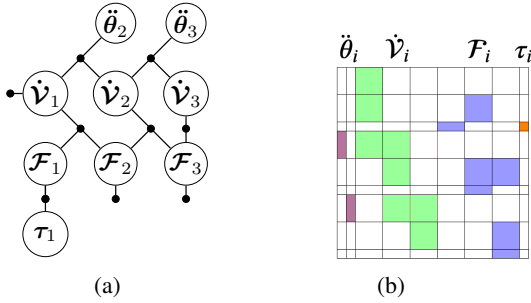 θ̈₂ θ̈₃
𝒱̇₁ 𝒱̇₂ 𝒱̇₃
ℱ₁ ℱ₂ ℱ₃
τ₁
(a)
θ̈ᵢ 𝒱̇ᵢ ℱᵢ τᵢ
(b)